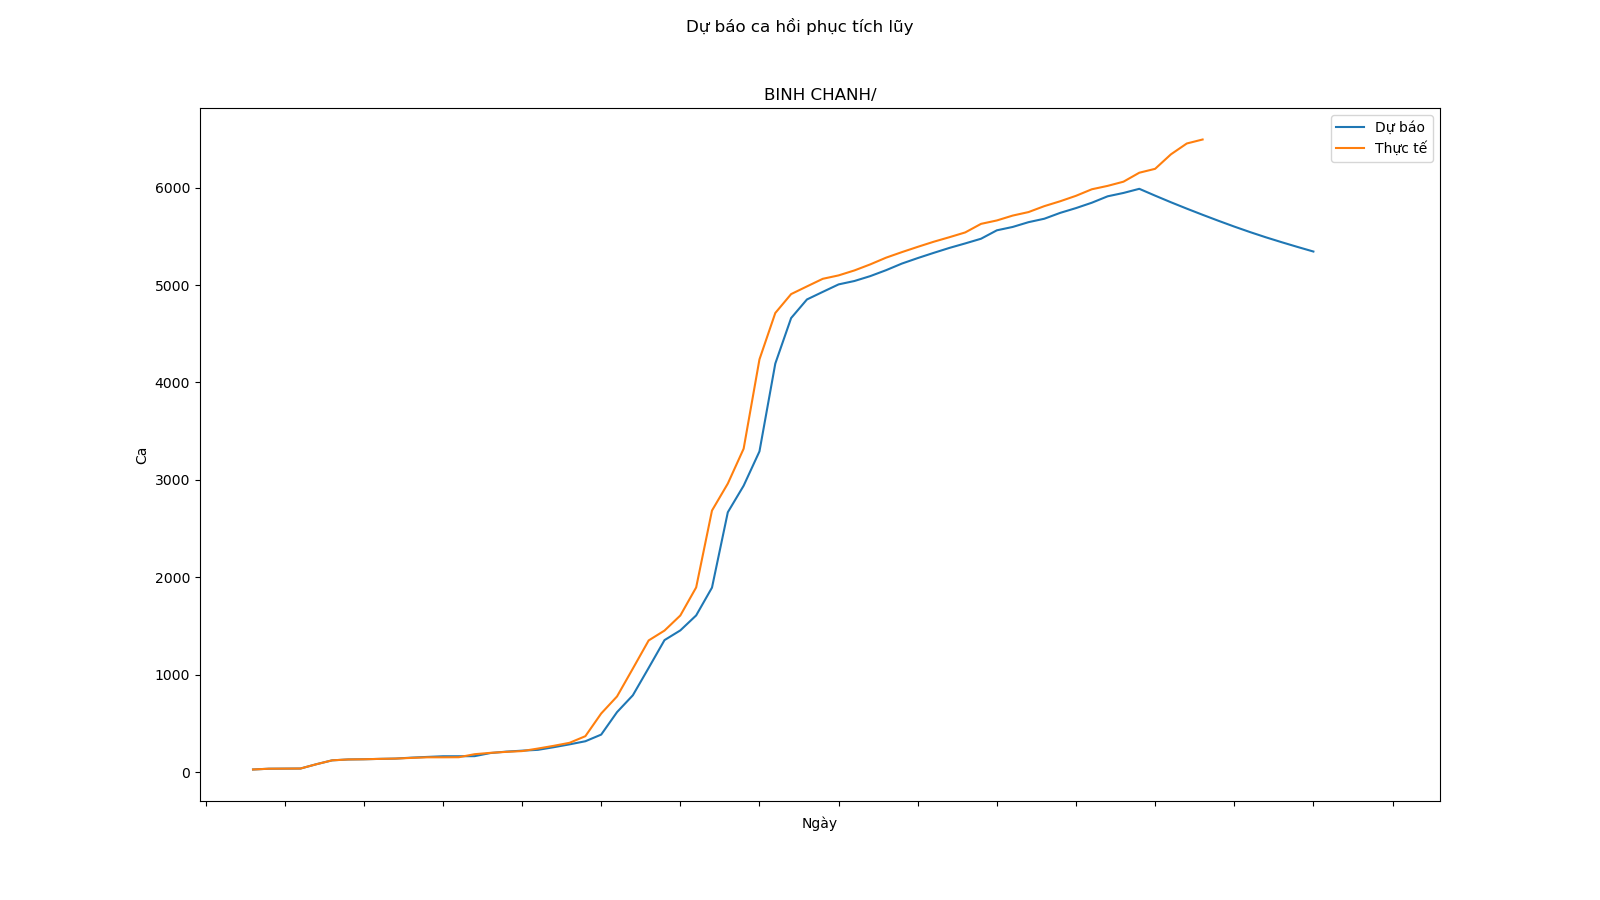 Dự báo ca hồi phục tích lũy
BINH CHANH/
Dự báo
Thực tế
6000
5000
4000
3000
2000
1000
0
Ca
Ngày